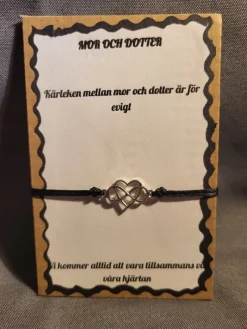 MOR OCH DOTTER
Kärleken mellan mor och dotter är för
evigt
Vi kommer alltid att vara tillsammans
våra hjärtan